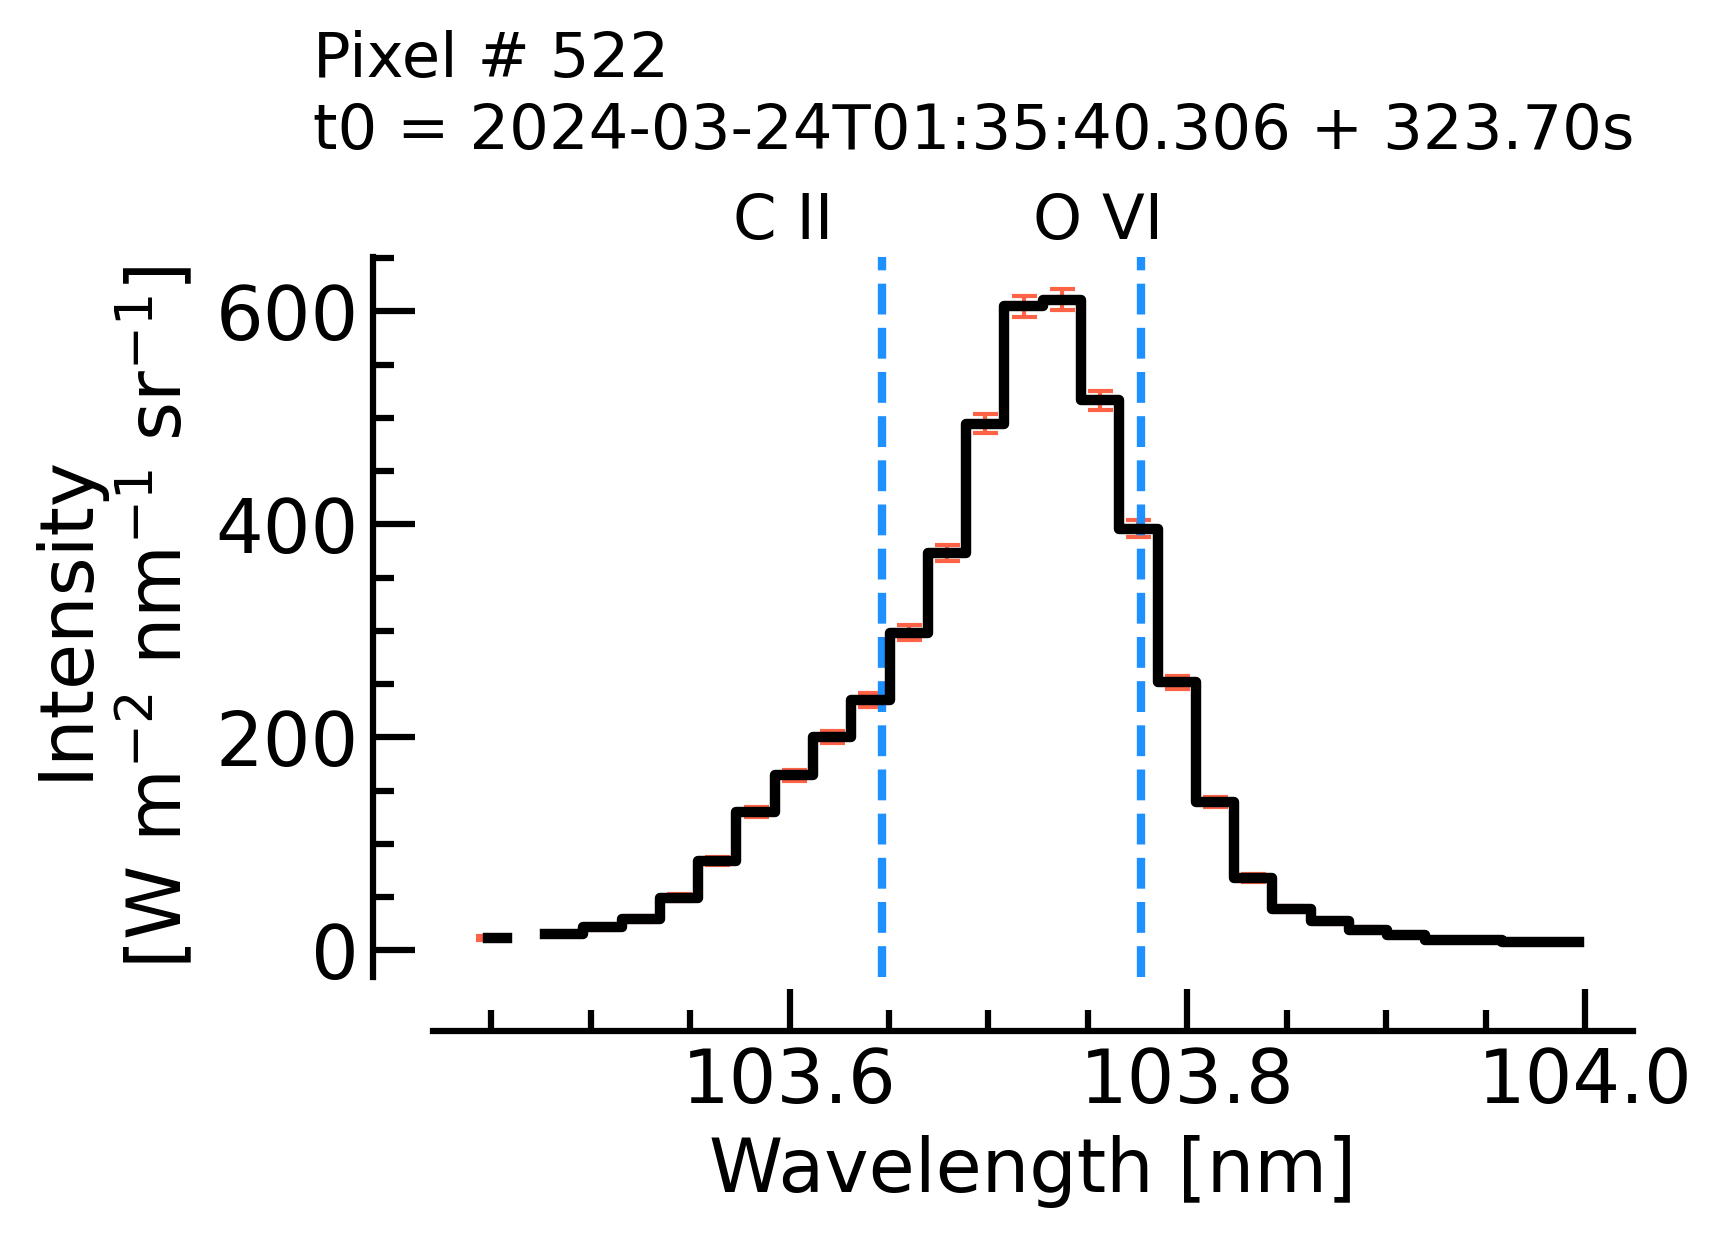 Pixel # 522
t0 = 2024-03-24T01:35:40.306 + 323.70s
C II O VI
Intensity
[W m⁻² nm⁻¹ sr⁻¹]
600
400
200
0
103.6 103.8 104.0
Wavelength [nm]